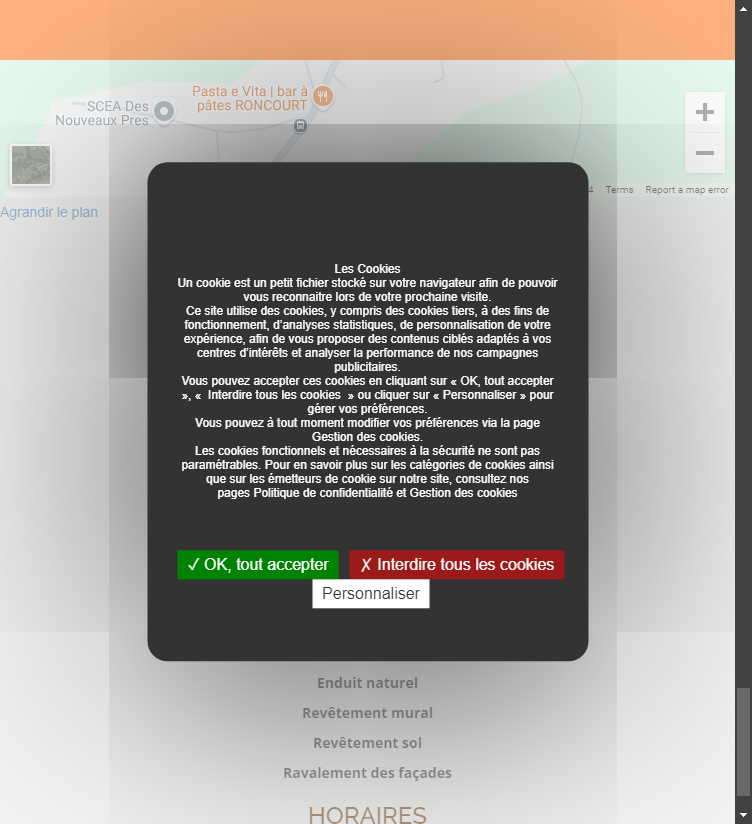 Pasta e Vita | bar à
pâtes RONCOURT
SCEA Des
Nouveaux Pres
4 Terms Report a map error
Agrandir le plan
Les Cookies
Un cookie est un petit fichier stocké sur votre navigateur afin de pouvoir
vous reconnaitre lors de votre prochaine visite.
Ce site utilise des cookies, y compris des cookies tiers, à des fins de
fonctionnement, d'analyses statistiques, de personnalisation de votre
expérience, afin de vous proposer des contenus ciblés adaptés à vos
centres d'intérêts et analyser la performance de nos campagnes
publicitaires.
Vous pouvez accepter ces cookies en cliquant sur « OK, tout accepter
», «  Interdire tous les cookies  » ou cliquer sur « Personnaliser » pour
gérer vos préférences.
Vous pouvez à tout moment modifier vos préférences via la page
Gestion des cookies.
Les cookies fonctionnels et nécessaires à la sécurité ne sont pas
paramétrables. Pour en savoir plus sur les catégories de cookies ainsi
que sur les émetteurs de cookie sur notre site, consultez nos
pages Politique de confidentialité et Gestion des cookies
✓ OK, tout accepter ✗ Interdire tous les cookies
Personnaliser
Enduit naturel
Revêtement mural
Revêtement sol
Ravalement des façades
HORAIRES